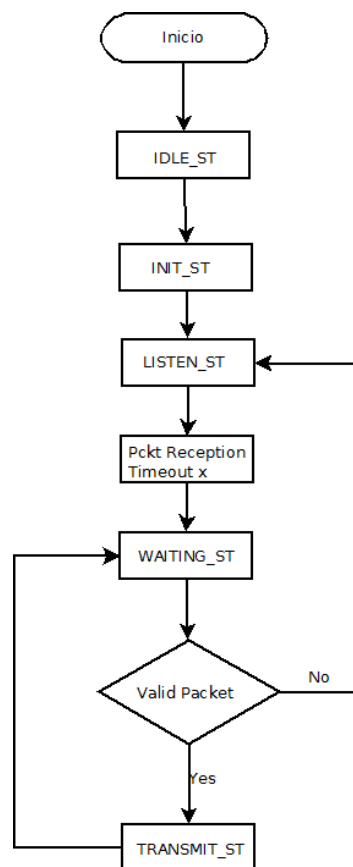 Inicio
IDLE_ST
INIT_ST
LISTEN_ST
Pckt Reception
Timeout x
WAITING_ST
Valid Packet
No
Yes
TRANSMIT_ST